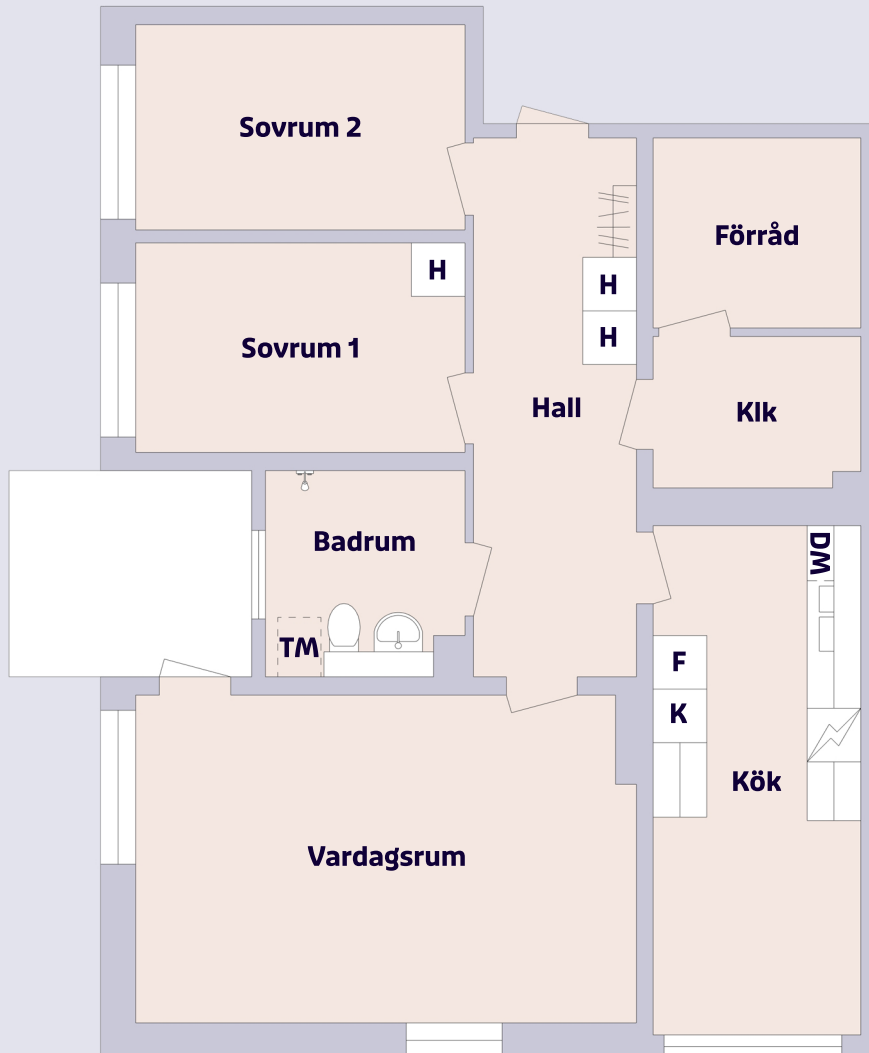 Sovrum 2
Förråd
H
H
H
Sovrum 1
Hall
Klk
Badrum
DM
TM
F
K
Kök
Vardagsrum